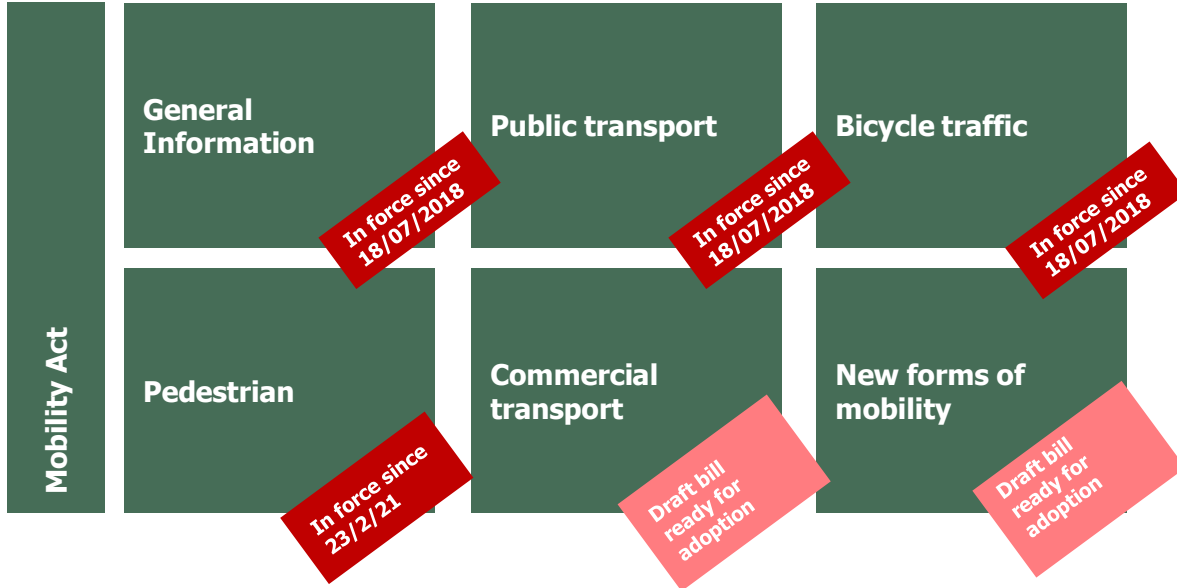 Mobility Act
General
Information
In force since
18/07/2018
Public transport
In force since
18/07/2018
Bicycle traffic
In force since
18/07/2018
Pedestrian
In force since
23/2/21
Commercial
transport
Draft bill
ready for
adoption
New forms of
mobility
Draft bill
ready for
adoption